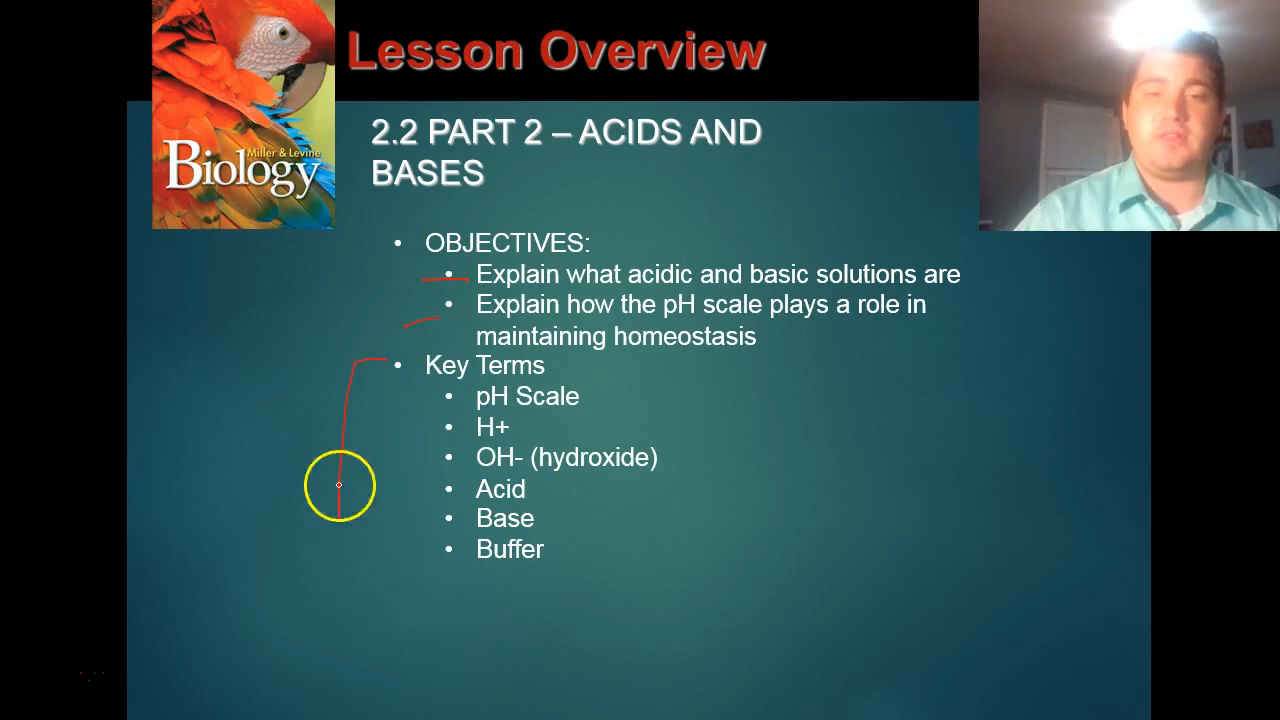 Lesson Overview
Miller & Levine
Biology
2.2 PART 2 – ACIDS AND
BASES
• OBJECTIVES:
• Explain what acidic and basic solutions are
• Explain how the pH scale plays a role in
maintaining homeostasis
• Key Terms
• pH Scale
• H+
• OH- (hydroxide)
• Acid
• Base
• Buffer